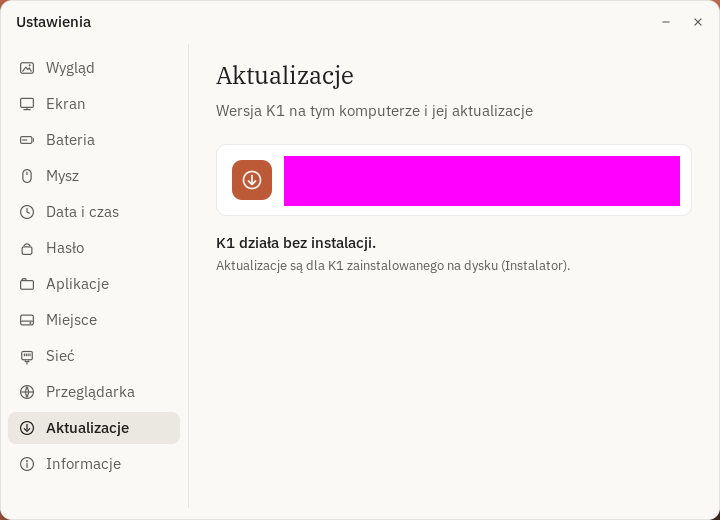 Ustawienia
Wygląd
Ekran
Bateria
Mysz
Data i czas
Hasło
Aplikacje
Miejsce
Sieć
Przeglądarka
Aktualizacje
Informacje
Aktualizacje
Wersja K1 na tym komputerze i jej aktualizacje
K1 działa bez instalacji.
Aktualizacje są dla K1 zainstalowanego na dysku (Instalator).